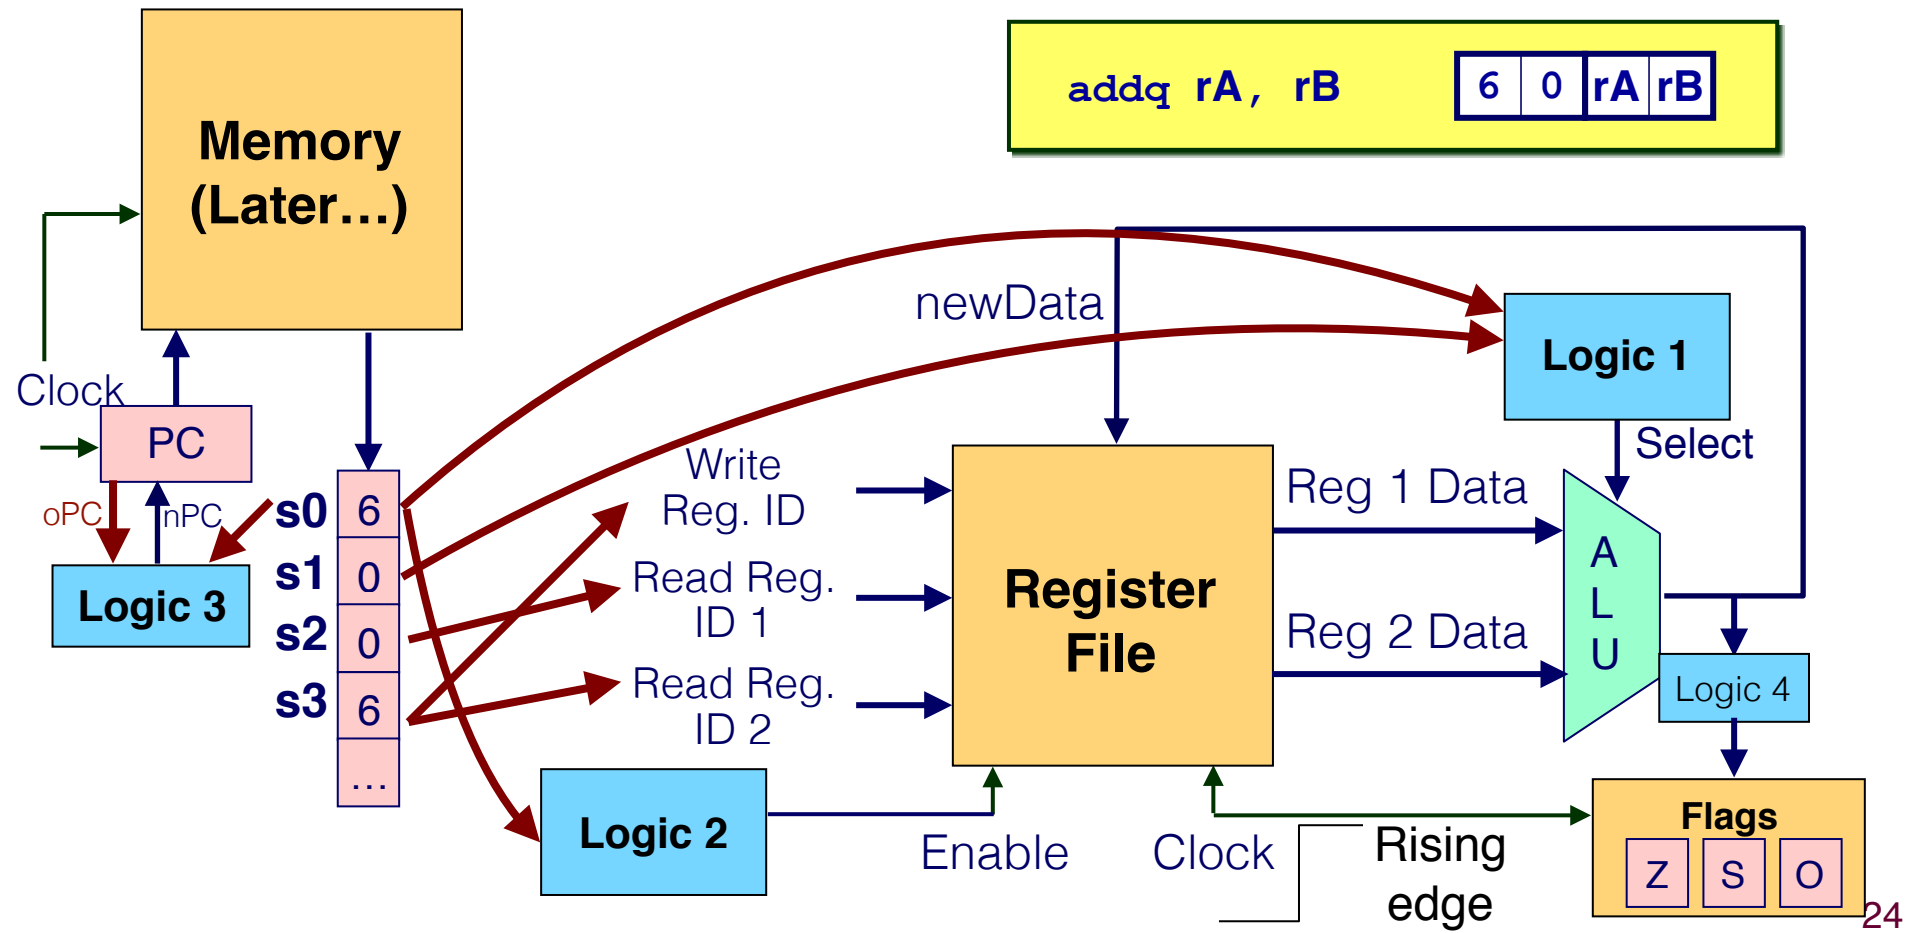 addq rA, rB
6 0 rA rB
Memory
(Later…)
newData
Logic 1
Clock
PC
Select
Write
Reg. ID
Reg 1 Data
oPC
nPC
s0 6
s1 0
s2 0
s3 6
...
Logic 3
Read Reg.
ID 1
Register
File
A
L
U
Reg 2 Data
Read Reg.
ID 2
Logic 4
Logic 2
Enable
Clock
Rising
edge
Flags
Z S O
24